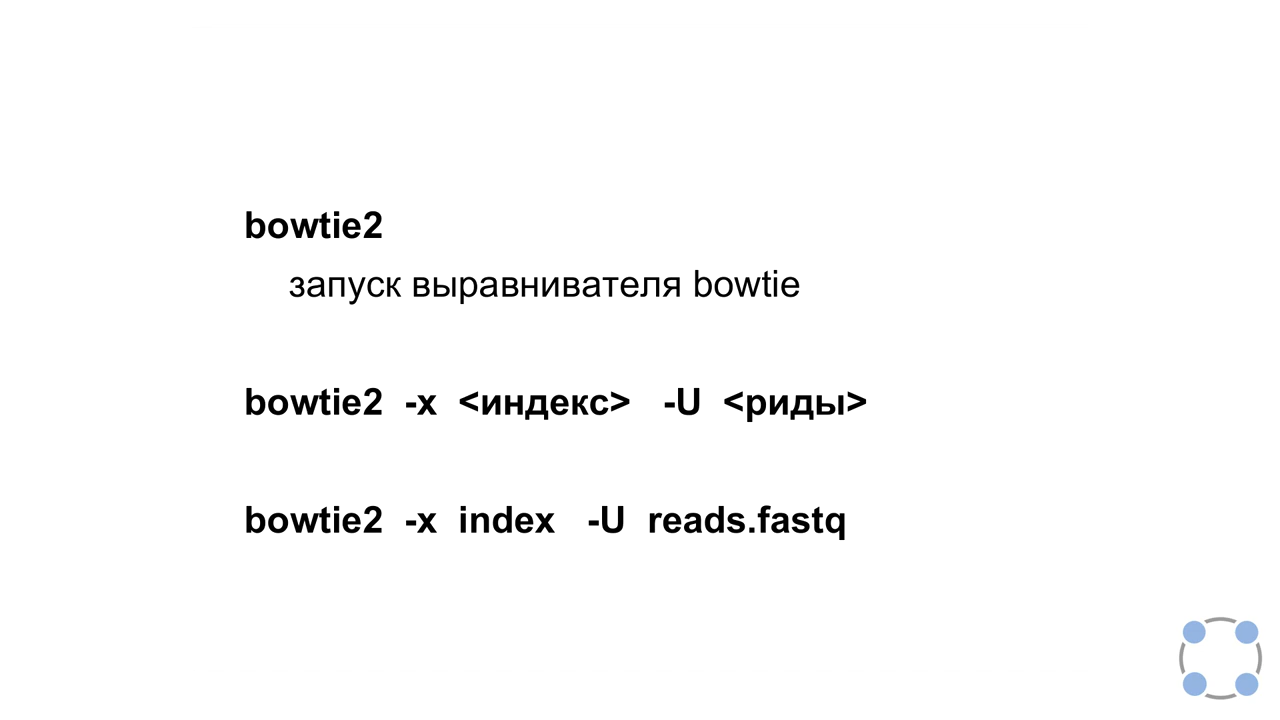 bowtie2
запуск выравнивателя bowtie
bowtie2 -x <индекс> -U <риды>
bowtie2 -x index -U reads.fastq